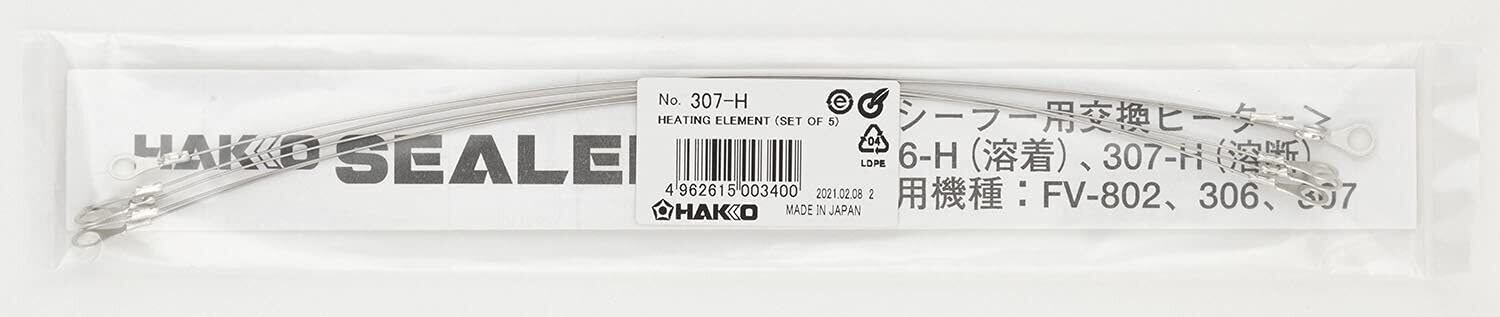 HAKKO SEALE
シーラー用交換ヒーター＞
6-H（溶着）、307-H（溶断）
用機種：FV-802、306、307
No. 307-H
HEATING ELEMENT (SET OF 5)
04
LDPE
4 962615 003400
2021.02.08 2
HAKKO
MADE IN JAPAN